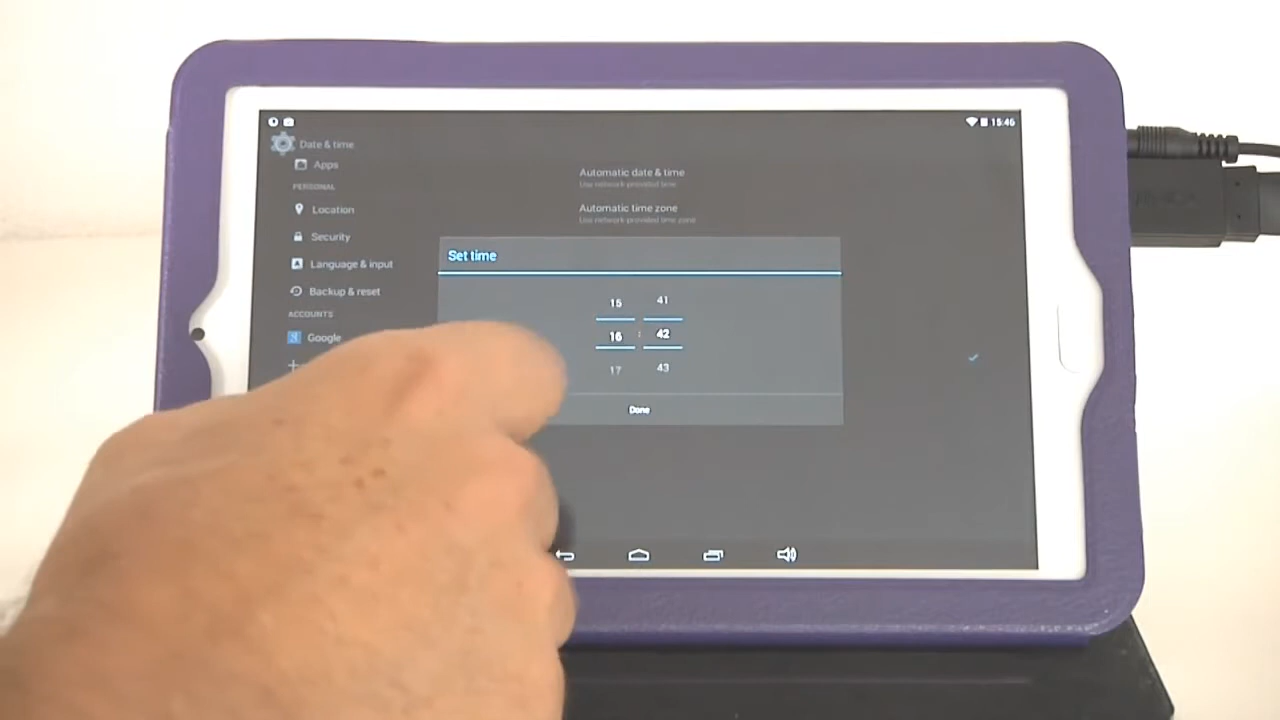 15:46
Date & time
Apps
PERSONAL
Location
Security
Language & input
Backup & reset
ACCOUNTS
Google
Automatic date & time
Use network-provided time
Automatic time zone
Use network-provided time zone
Set time
15 41
16 : 42
17 43
Done